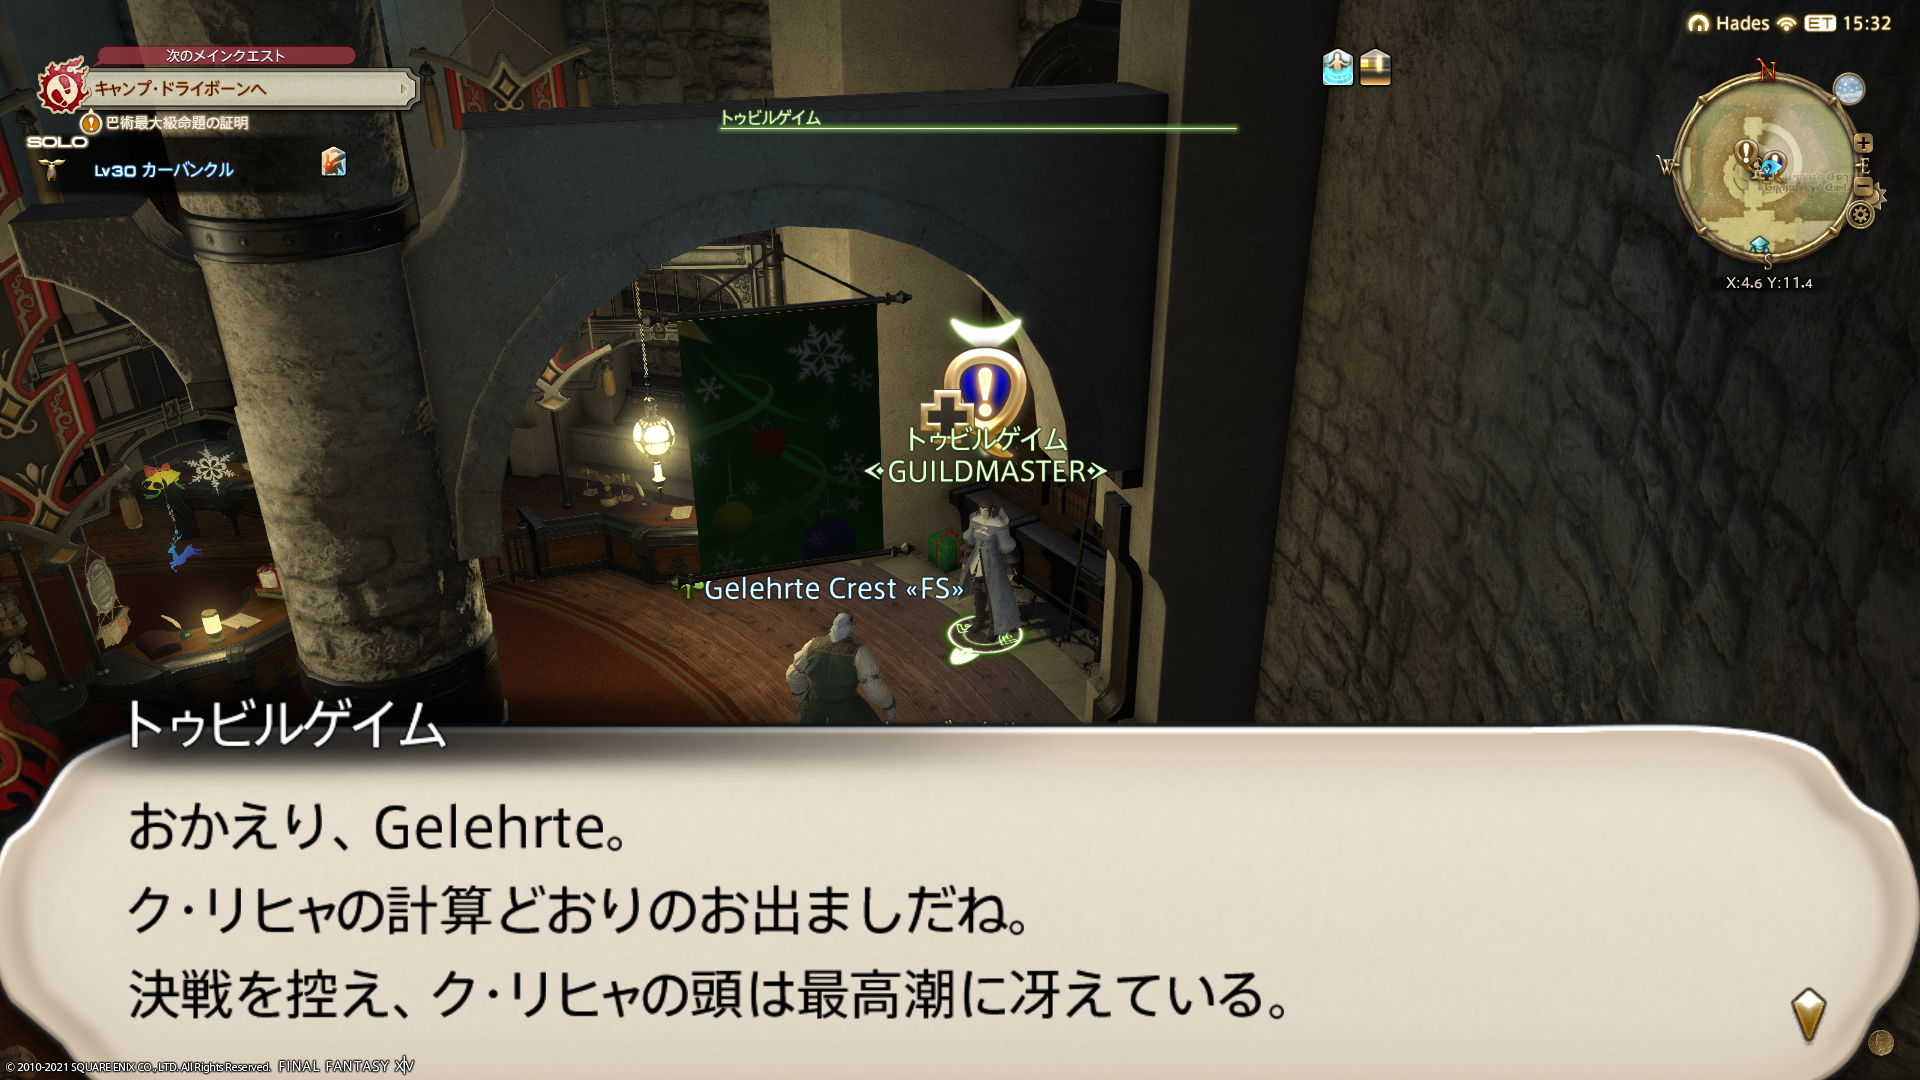 次のメインクエスト
キャンプ・ドライボーンへ
巴術最大級命題の証明
SOLO
Lv30 カーバンクル
トゥビルゲイム
Hades ET 15:32
N
W
E
S
X:4.6 Y:11.4
トゥビルゲイム
GUILDMASTER
Gelehrte Crest «FS»
トゥビルゲイム
おかえり、Gelehrte。
ク・リヒャの計算どおりのお出ましだね。
決戦を控え、ク・リヒャの頭は最高潮に冴えている。
© 2010-2021 SQUARE ENIX CO., LTD. All Rights Reserved. FINAL FANTASY XIV